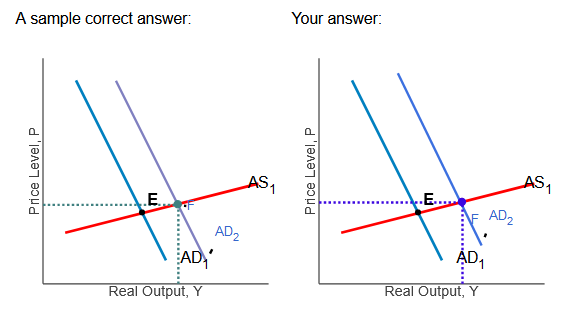 A sample correct answer:
Your answer:
Price Level, P
E
F
AS1
AD2
AD1
Real Output, Y
Price Level, P
E
F
AS1
AD2
AD1
Real Output, Y